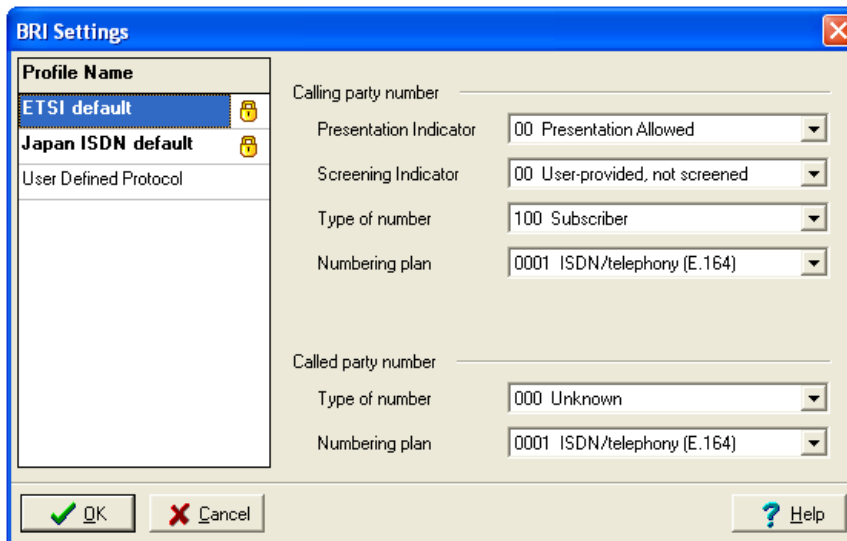 BRI Settings
Profile Name
ETSI default
Japan ISDN default
User Defined Protocol
Calling party number
Presentation Indicator
00 Presentation Allowed
Screening Indicator
00 User-provided, not screened
Type of number
100 Subscriber
Numbering plan
0001 ISDN/telephony (E.164)
Called party number
Type of number
000 Unknown
Numbering plan
0001 ISDN/telephony (E.164)
OK
Cancel
? Help